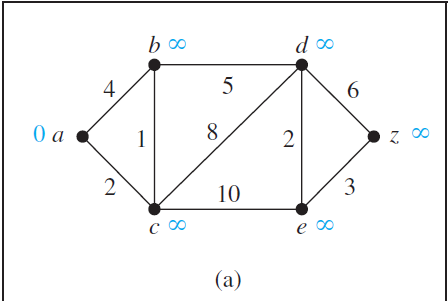 b ∞ d ∞
4 5 6
0 a 1 8 2 z ∞
2 10 3
c ∞ e ∞
(a)